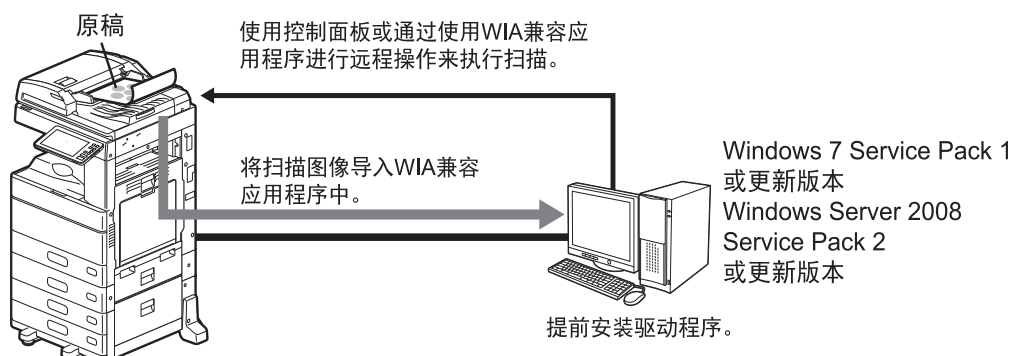 原稿
使用控制面板或通过使用WIA兼容应
用程序进行远程操作来执行扫描。
将扫描图像导入WIA兼容
应用程序中。
Windows 7 Service Pack 1
或更新版本
Windows Server 2008
Service Pack 2
或更新版本
提前安装驱动程序。